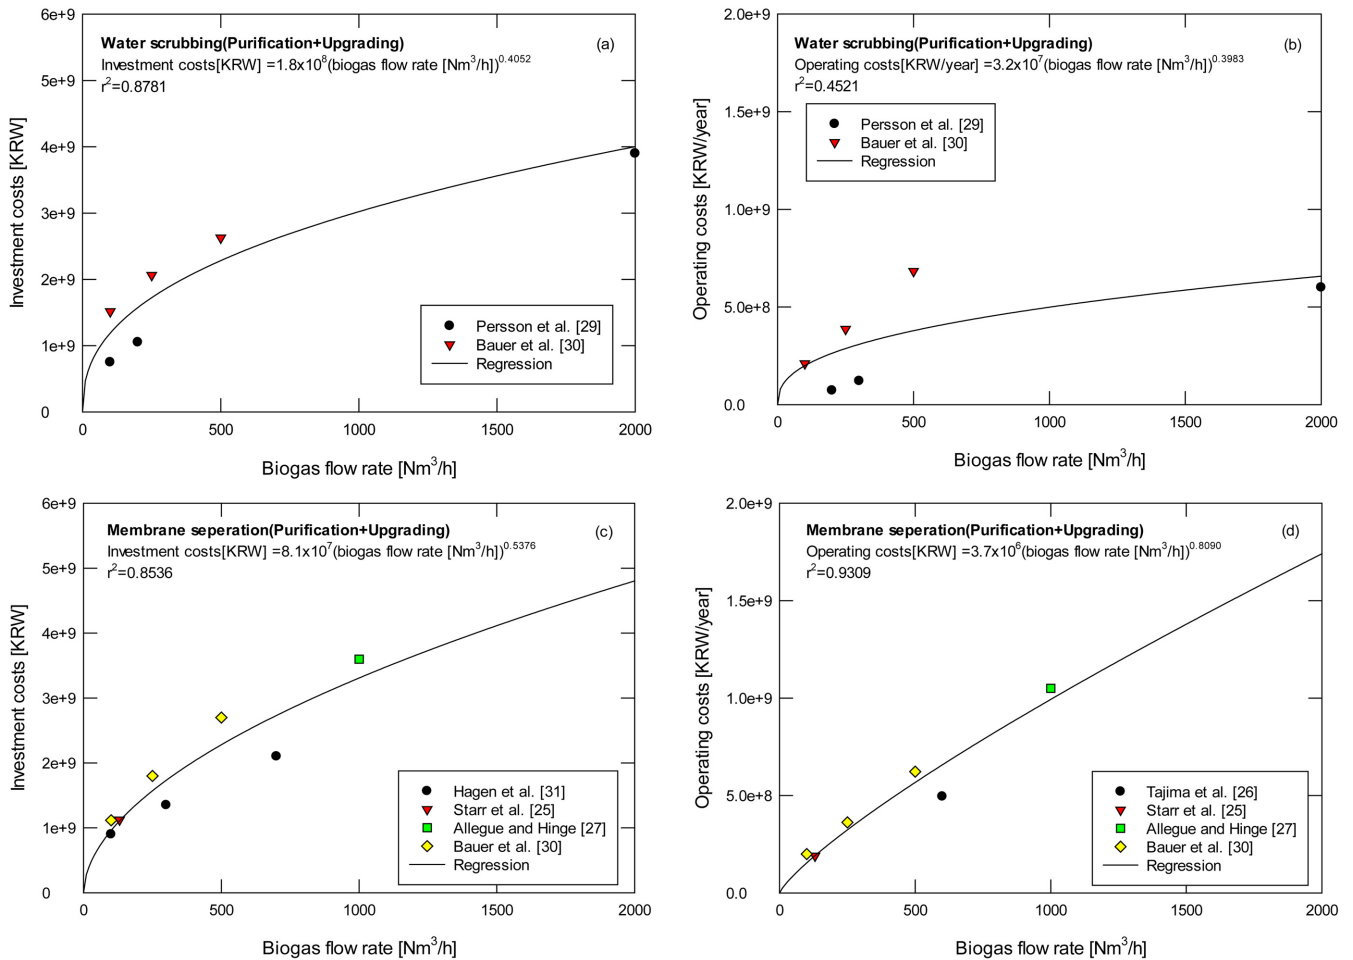 6e+9
5e+9
4e+9
3e+9
2e+9
1e+9
0
Investment costs [KRW]
Water scrubbing(Purification+Upgrading)
(a)
Investment costs[KRW] =1.8x10^8(biogas flow rate [Nm^3/h])^0.4052
r^2=0.8781
Persson et al. [29]
Bauer et al. [30]
Regression
0 500 1000 1500 2000
Biogas flow rate [Nm^3/h]
2.0e+9
1.5e+9
1.0e+9
5.0e+8
0.0
Operating costs [KRW/year]
Water scrubbing(Purification+Upgrading)
(b)
Operating costs[KRW/year] =3.2x10^7(biogas flow rate [Nm^3/h])^0.3983
r^2=0.4521
Persson et al. [29]
Bauer et al. [30]
Regression
0 500 1000 1500 2000
Biogas flow rate [Nm^3/h]
6e+9
5e+9
4e+9
3e+9
2e+9
1e+9
0
Investment costs [KRW]
Membrane seperation(Purification+Upgrading)
(c)
Investment costs[KRW] =8.1x10^7(biogas flow rate [Nm^3/h])^0.5376
r^2=0.8536
Hagen et al. [31]
Starr et al. [25]
Allegue and Hinge [27]
Bauer et al. [30]
Regression
0 500 1000 1500 2000
Biogas flow rate [Nm^3/h]
2.0e+9
1.5e+9
1.0e+9
5.0e+8
0.0
Operating costs [KRW/year]
Membrane seperation(Purification+Upgrading)
(d)
Operating costs[KRW] =3.7x10^6(biogas flow rate [Nm^3/h])^0.8090
r^2=0.9309
Tajima et al. [26]
Starr et al. [25]
Allegue and Hinge [27]
Bauer et al. [30]
Regression
0 500 1000 1500 2000
Biogas flow rate [Nm^3/h]